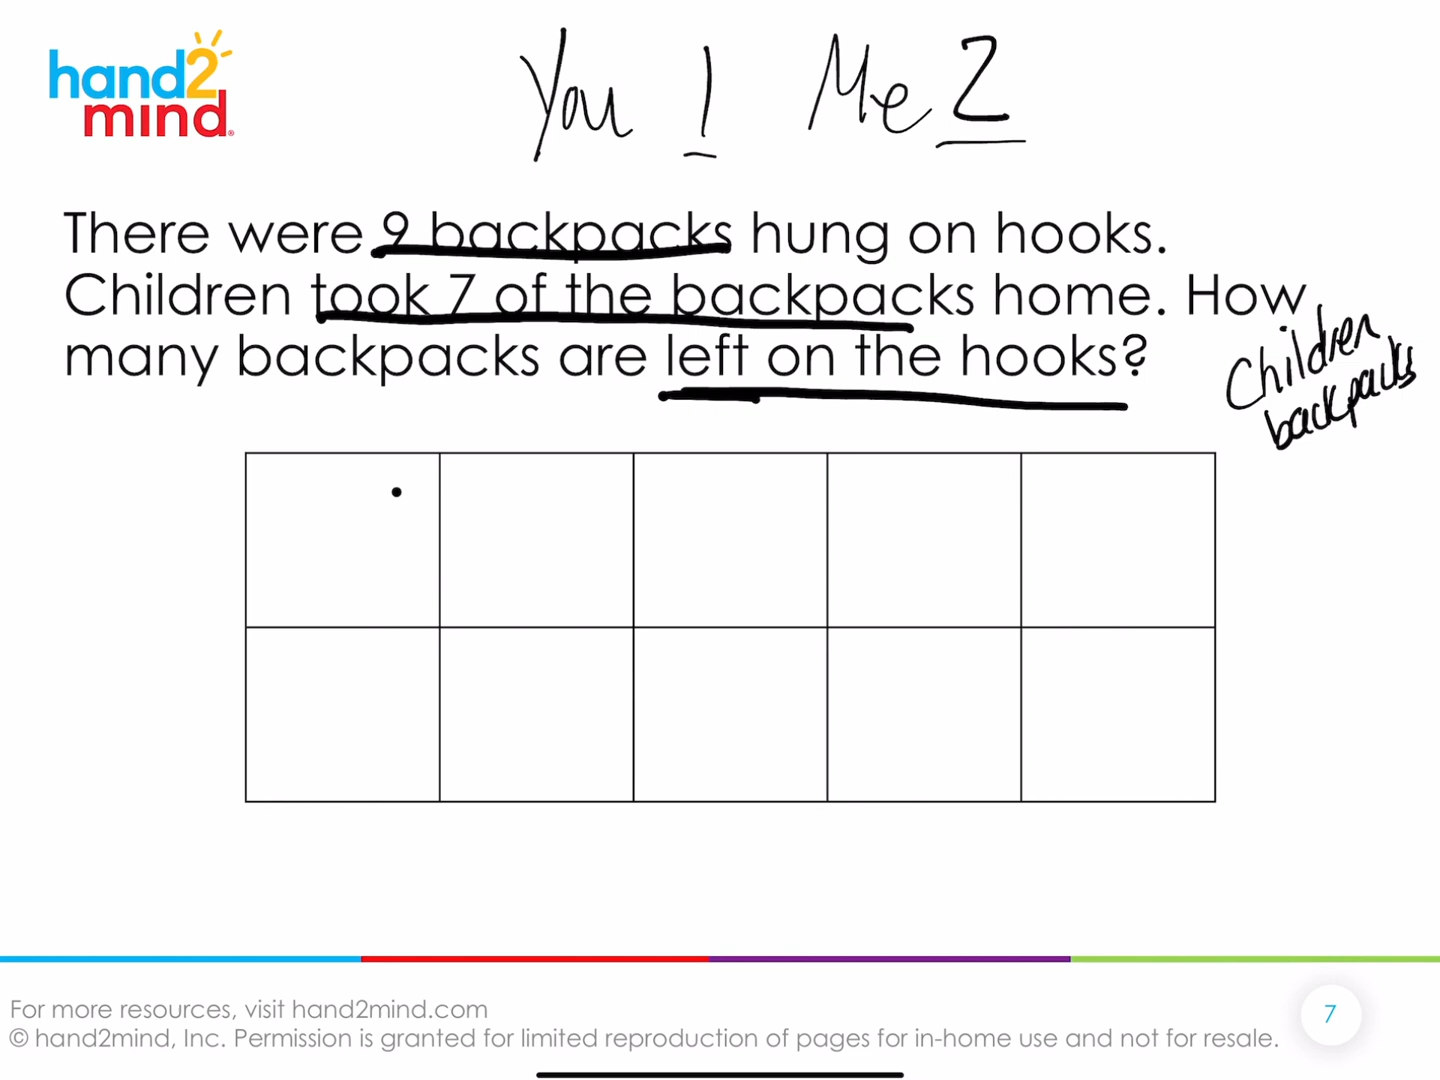 hand2
mind®
You 1 Me 2
There were 9 backpacks hung on hooks.
Children took 7 of the backpacks home. How
many backpacks are left on the hooks?
Children
backpacks
For more resources, visit hand2mind.com
© hand2mind, Inc. Permission is granted for limited reproduction of pages for in-home use and not for resale.
7